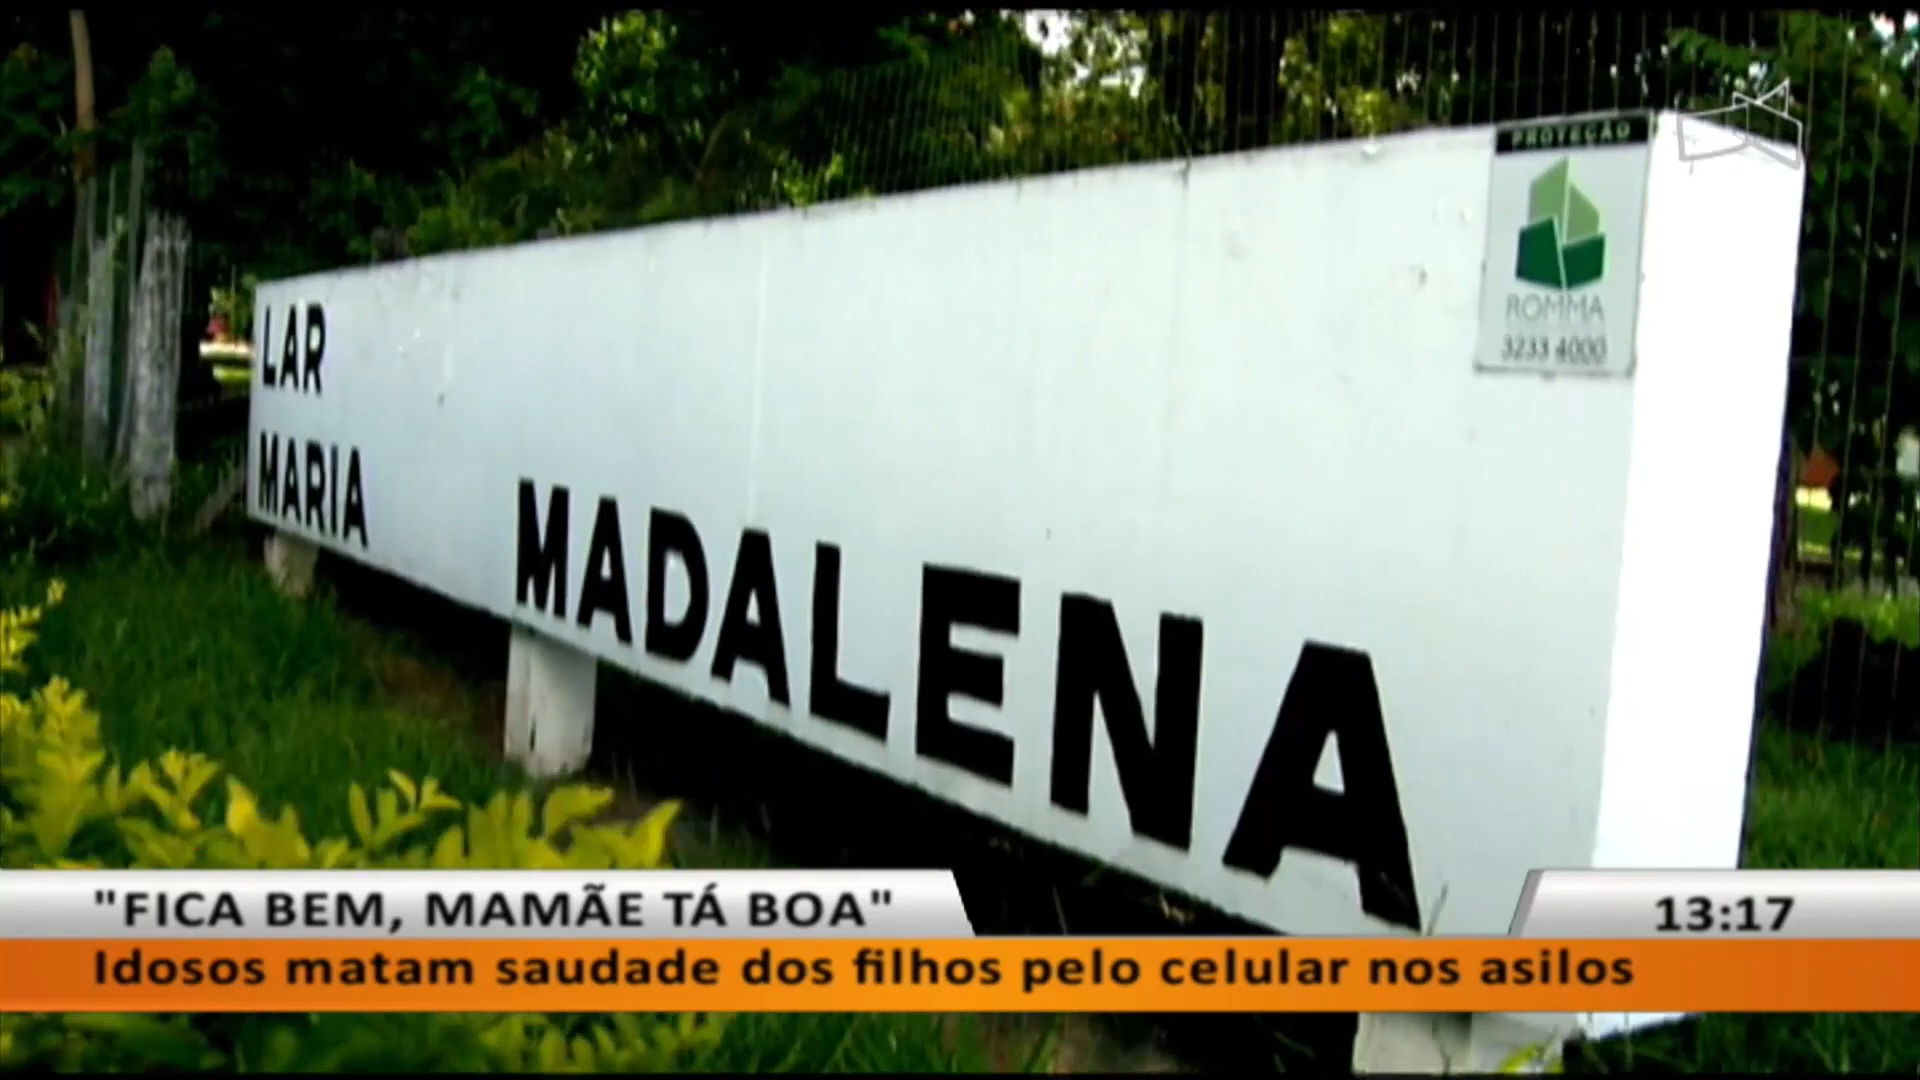 PROTEÇÃO
ROMMA
3233 4000
LAR
MARIA
MADALENA
"FICA BEM, MAMÃE TÁ BOA"
13:17
Idosos matam saudade dos filhos pelo celular nos asilos